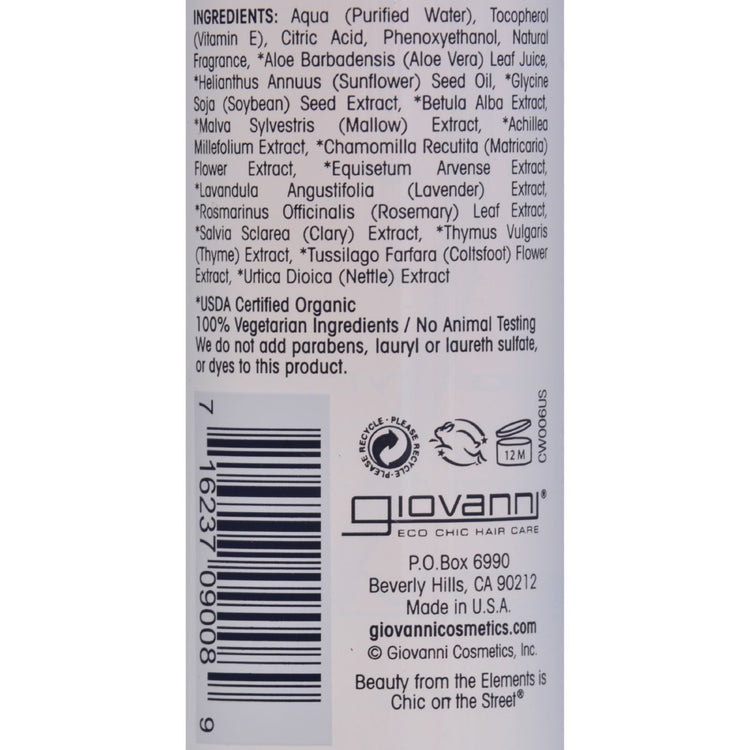 INGREDIENTS: Aqua (Purified Water), Tocopherol
(Vitamin E), Citric Acid, Phenoxyethanol, Natural
Fragrance, *Aloe Barbadensis (Aloe Vera) Leaf Juice,
*Helianthus Annuus (Sunflower) Seed Oil, *Glycine
Soja (Soybean) Seed Extract, *Betula Alba Extract,
*Malva Sylvestris (Mallow) Extract, *Achillea
Millefolium Extract, *Chamomilla Recutita (Matricaria)
Flower Extract, *Equisetum Arvense Extract,
*Lavandula Angustifolia (Lavender) Extract,
*Rosmarinus Officinalis (Rosemary) Leaf Extract,
*Salvia Sclarea (Clary) Extract, *Thymus Vulgaris
(Thyme) Extract, *Tussilago Farfara (Coltsfoot) Flower
Extract, *Urtica Dioica (Nettle) Extract
*USDA Certified Organic
100% Vegetarian Ingredients / No Animal Testing
We do not add parabens, lauryl or laureth sulfate,
or dyes to this product.
7 16237 09008 9
PLEASE RECYCLE • PLEASE RECYCLE •
12 M
CW006US
giovanni®
ECO CHIC HAIR CARE
P.O.Box 6990
Beverly Hills, CA 90212
Made in U.S.A.
giovannicosmetics.com
© Giovanni Cosmetics, Inc.
Beauty from the Elements is
Chic on the Street®